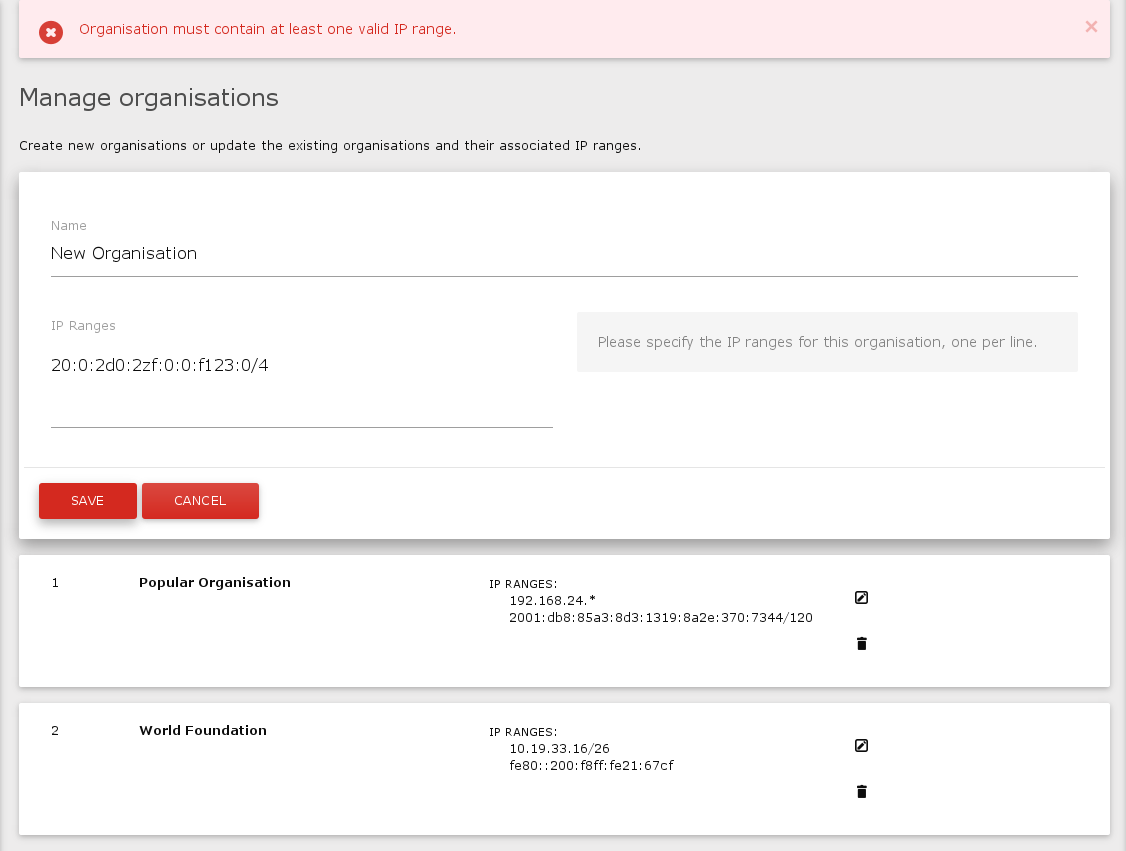 Organisation must contain at least one valid IP range.
Manage organisations
Create new organisations or update the existing organisations and their associated IP ranges.
Name
New Organisation
IP Ranges
Please specify the IP ranges for this organisation, one per line.
20:0:2d0:2zf:0:0:f123:0/4
SAVE
CANCEL
1
Popular Organisation
IP RANGES:
192.168.24.*
2001:db8:85a3:8d3:1319:8a2e:370:7344/120
2
World Foundation
IP RANGES:
10.19.33.16/26
fe80::200:f8ff:fe21:67cf